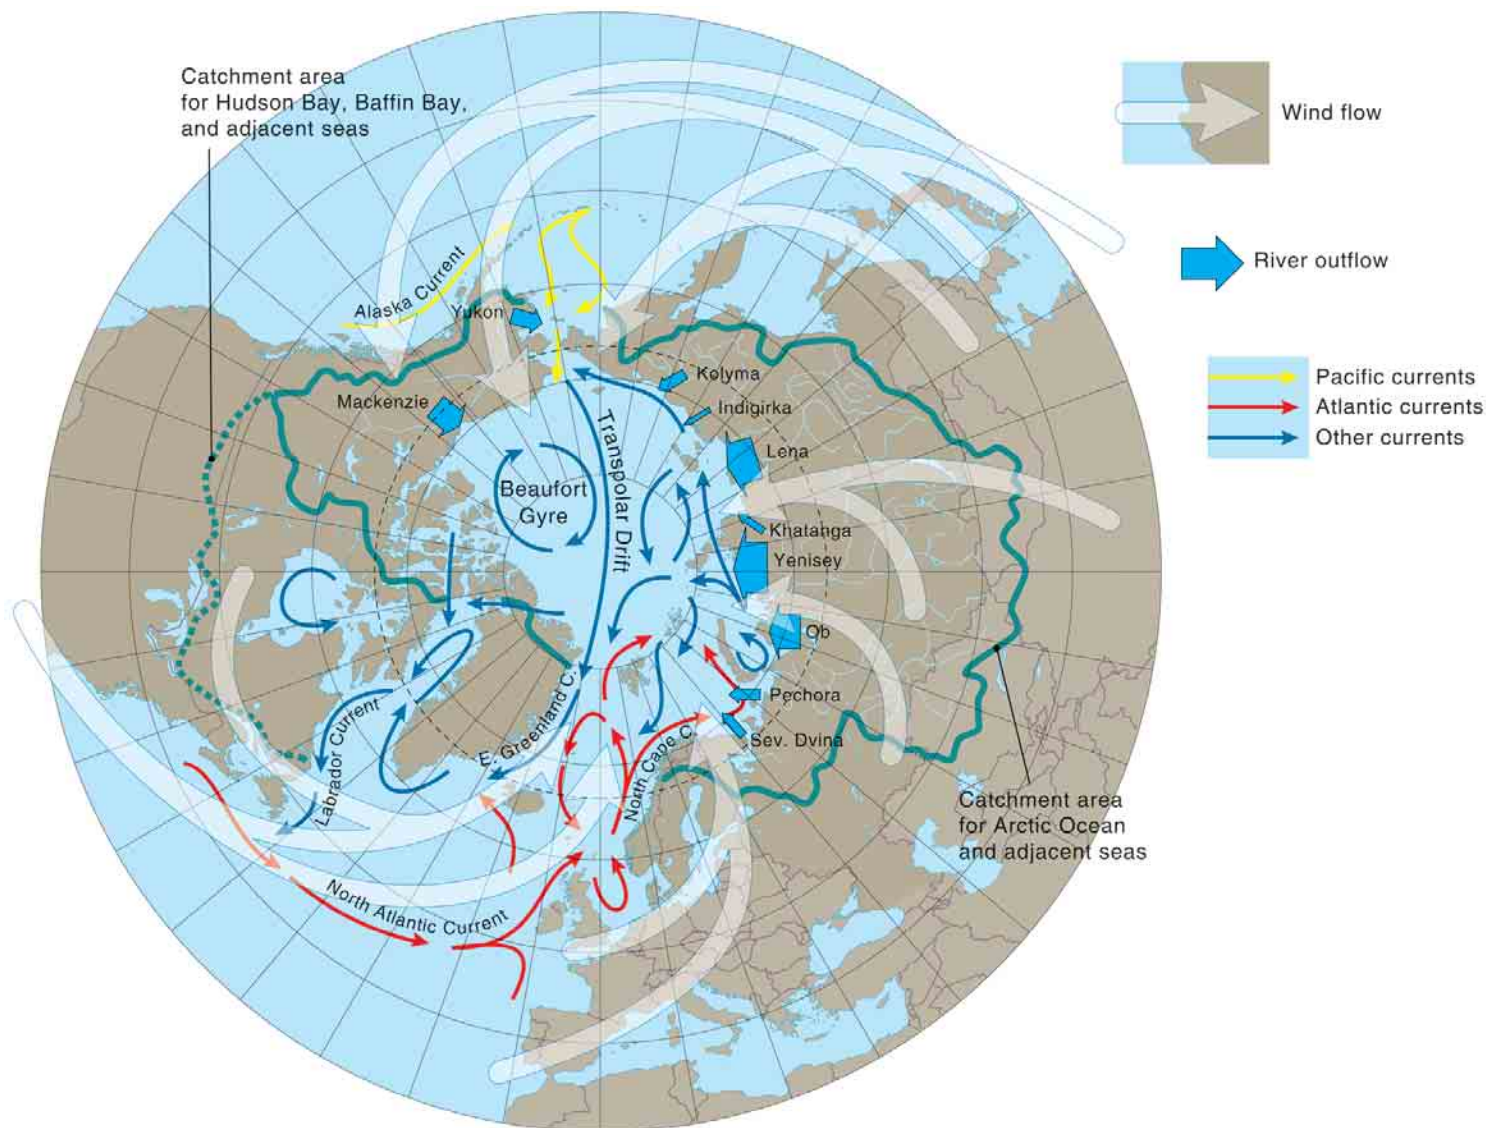 Catchment area
for Hudson Bay, Baffin Bay,
and adjacent seas
Wind flow
River outflow
Pacific currents
Atlantic currents
Other currents
Alaska Current
Yukon
Mackenzie
Kolyma
Indigirka
Lena
Khatanga
Yenisey
Ob
Pechora
Sev. Dvina
Beaufort
Gyre
Transpolar Drift
E. Greenland C.
Labrador Current
North Cape C.
North Atlantic Current
Catchment area
for Arctic Ocean
and adjacent seas